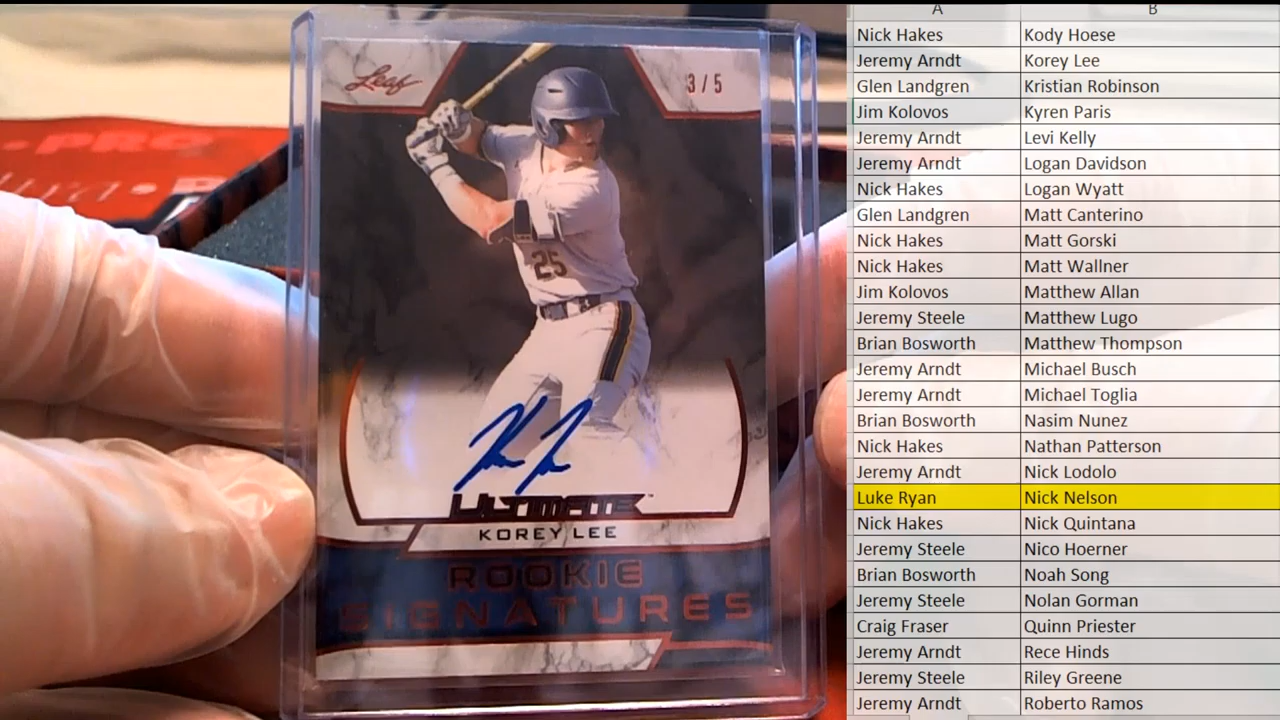 Leaf
3/5
25
ULTIMATE
KOREY LEE
ROOKIE
SIGNATURES
PRO
A B
Nick Hakes Kody Hoese
Jeremy Arndt Korey Lee
Glen Landgren Kristian Robinson
Jim Kolovos Kyren Paris
Jeremy Arndt Levi Kelly
Jeremy Arndt Logan Davidson
Nick Hakes Logan Wyatt
Glen Landgren Matt Canterino
Nick Hakes Matt Gorski
Nick Hakes Matt Wallner
Jim Kolovos Matthew Allan
Jeremy Steele Matthew Lugo
Brian Bosworth Matthew Thompson
Jeremy Arndt Michael Busch
Jeremy Arndt Michael Toglia
Brian Bosworth Nasim Nunez
Nick Hakes Nathan Patterson
Jeremy Arndt Nick Lodolo
Luke Ryan Nick Nelson
Nick Hakes Nick Quintana
Jeremy Steele Nico Hoerner
Brian Bosworth Noah Song
Jeremy Steele Nolan Gorman
Craig Fraser Quinn Priester
Jeremy Arndt Rece Hinds
Jeremy Steele Riley Greene
Jeremy Arndt Roberto Ramos